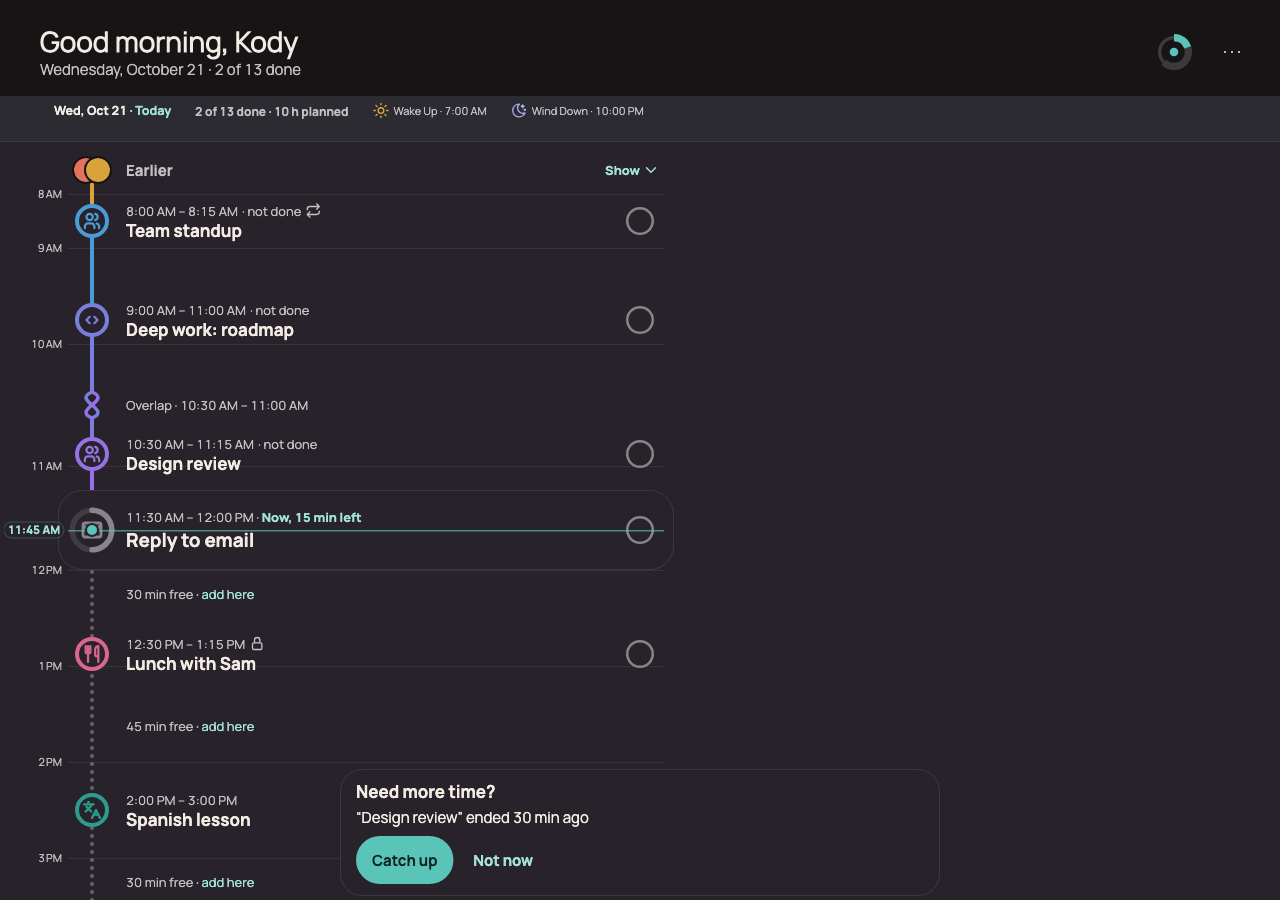 Good morning, Kody
Wednesday, October 21 · 2 of 13 done
Wed, Oct 21 · Today
2 of 13 done · 10 h planned
Wake Up · 7:00 AM
Wind Down · 10:00 PM
Earlier
Show
8 AM
8:00 AM – 8:15 AM · not done
Team standup
9 AM
9:00 AM – 11:00 AM · not done
Deep work: roadmap
10 AM
Overlap · 10:30 AM – 11:00 AM
10:30 AM – 11:15 AM · not done
Design review
11 AM
11:30 AM – 12:00 PM · Now, 15 min left
11:45 AM
Reply to email
12 PM
30 min free · add here
12:30 PM – 1:15 PM
Lunch with Sam
1 PM
45 min free · add here
2 PM
2:00 PM – 3:00 PM
Spanish lesson
3 PM
30 min free · add here
Need more time?
“Design review” ended 30 min ago
Catch up
Not now